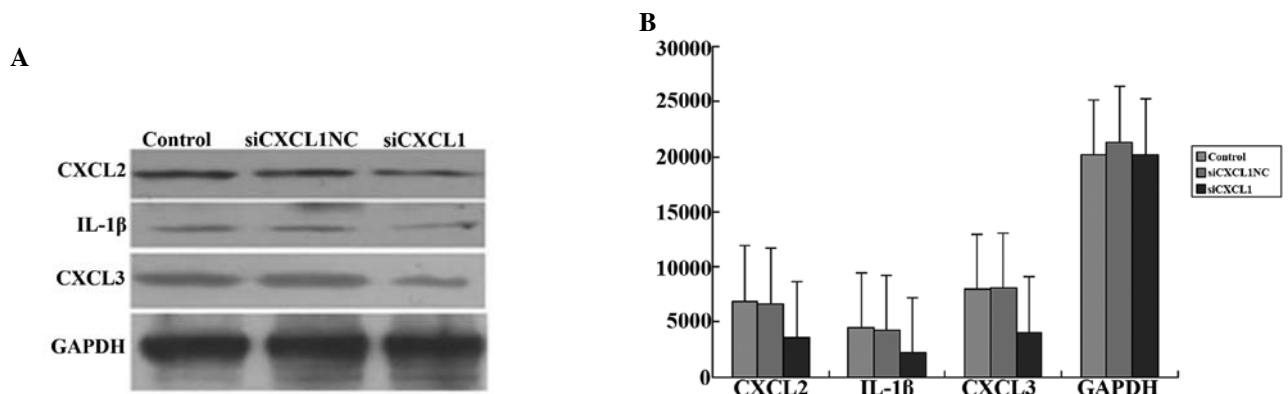 A
Control siCXCL1NC siCXCL1
CXCL2
IL-1β
CXCL3
GAPDH
B
30000
25000
20000
15000
10000
5000
0
CXCL2 IL-1β CXCL3 GAPDH
Control
siCXCL1NC
siCXCL1